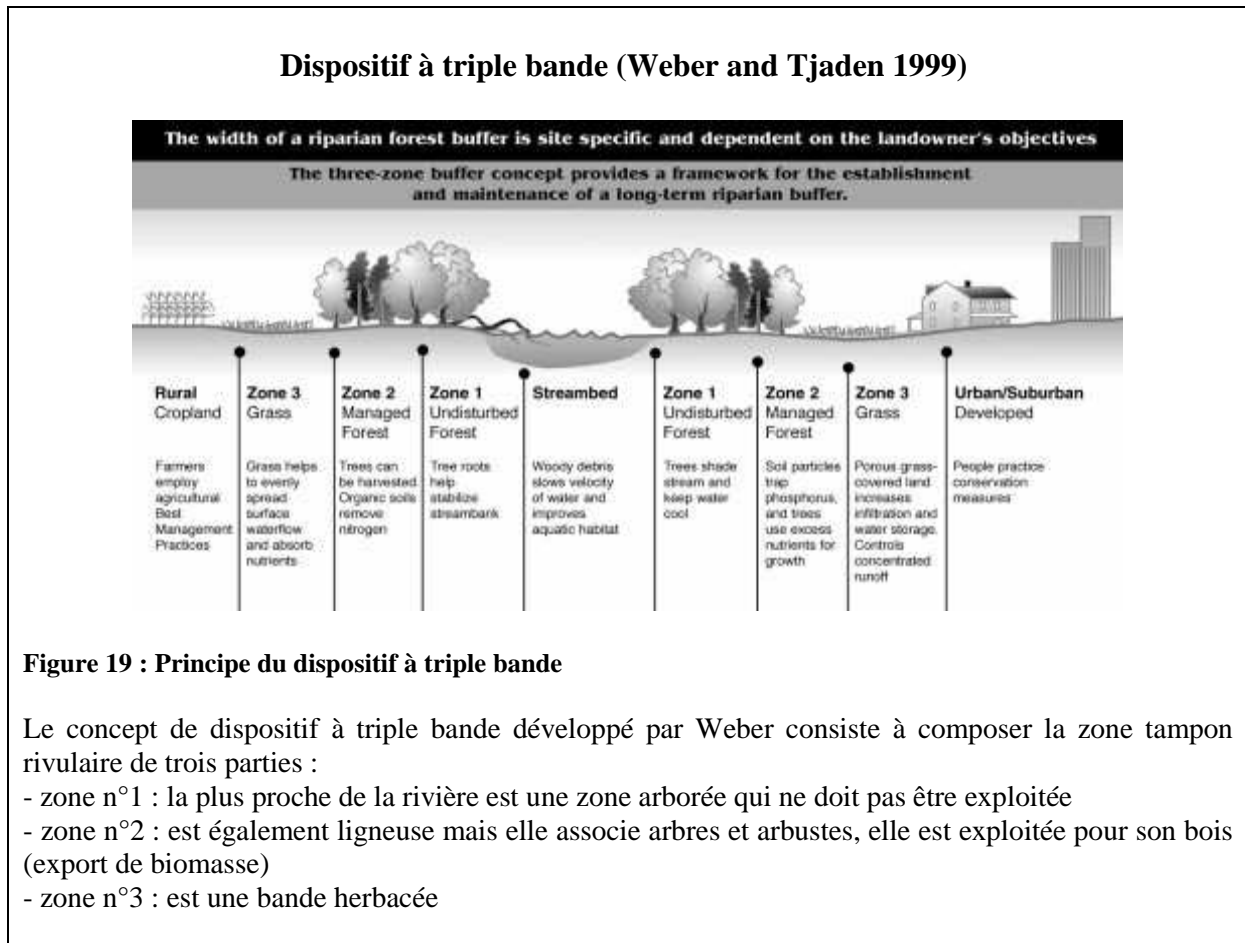 Dispositif à triple bande (Weber and Tjaden 1999)
The width of a riparian forest buffer is site specific and dependent on the landowner's objectives
The three-zone buffer concept provides a framework for the establishment
and maintenance of a long-term riparian buffer.
Rural
Cropland
Farmers
employ
agricultural
Best
Management
Practices
Zone 3
Grass
Grass helps
to evenly
spread
surface
waterflow
and absorb
nutrients
Zone 2
Managed
Forest
Trees can
be harvested
Organic soils
remove
nitrogen
Zone 1
Undisturbed
Forest
Tree roots
help
stabilize
streambank
Streambed
Woody debris
slows velocity
of water and
improves
aquatic habitat
Zone 1
Undisturbed
Forest
Trees shade
stream and
keep water
cool
Zone 2
Managed
Forest
Soil particles
trap
phosphorus,
and trees
use excess
nutrients for
growth
Zone 3
Grass
Porous grass-
covered land
increases
infiltration and
water storage.
Controls
concentrated
runoff
Urban/Suburban
Developed
People practice
conservation
measures
Figure 19 : Principe du dispositif à triple bande
Le concept de dispositif à triple bande développé par Weber consiste à composer la zone tampon
rivulaire de trois parties :
- zone n°1 : la plus proche de la rivière est une zone arborée qui ne doit pas être exploitée
- zone n°2 : est également ligneuse mais elle associe arbres et arbustes, elle est exploitée pour son bois
(export de biomasse)
- zone n°3 : est une bande herbacée